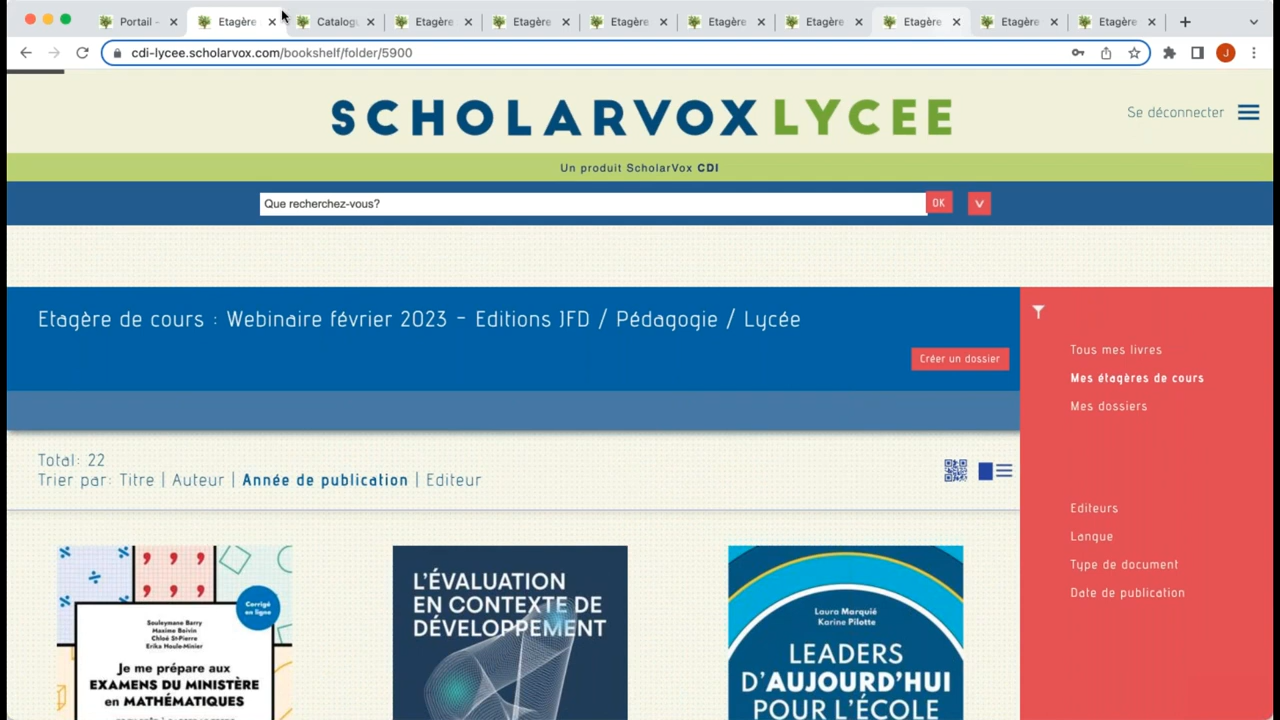 Portail -
Etagère
Catalogu
Etagère
Etagère
Etagère
Etagère
Etagère
Etagère
Etagère
Etagère
cdi-lycee.scholarvox.com/bookshelf/folder/5900
J
SCHOLARVOX LYCEE
Se déconnecter
Un produit ScholarVox CDI
Que recherchez-vous?
OK
v
Etagère de cours : Webinaire février 2023 - Editions JFD / Pédagogie / Lycée
Créer un dossier
Tous mes livres
Mes étagères de cours
Mes dossiers
Total: 22
Trier par: Titre | Auteur | Année de publication | Editeur
Editeurs
Langue
Type de document
Date de publication
Corrigé
en ligne
Souleymane Barry
Maxime Boivin
Chloé St-Pierre
Erika Houle-Minier
Je me prépare aux
EXAMENS DU MINISTÈRE
en MATHÉMATIQUES
L'ÉVALUATION
EN CONTEXTE DE
DÉVELOPPEMENT
Laura Marquié
Karine Pilotte
LEADERS
D'AUJOURD'HUI
POUR L'ÉCOLE